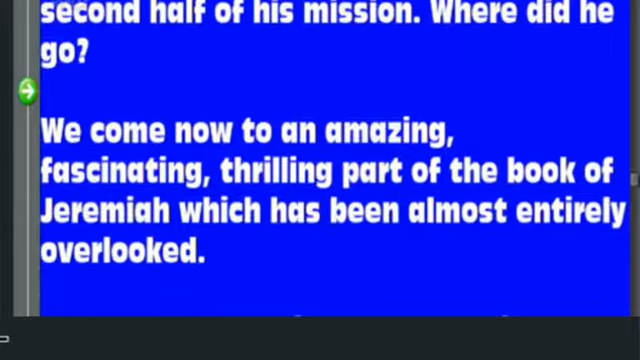 second half of his mission. Where did he
go?
We come now to an amazing,
fascinating, thrilling part of the book of
Jeremiah which has been almost entirely
overlooked.